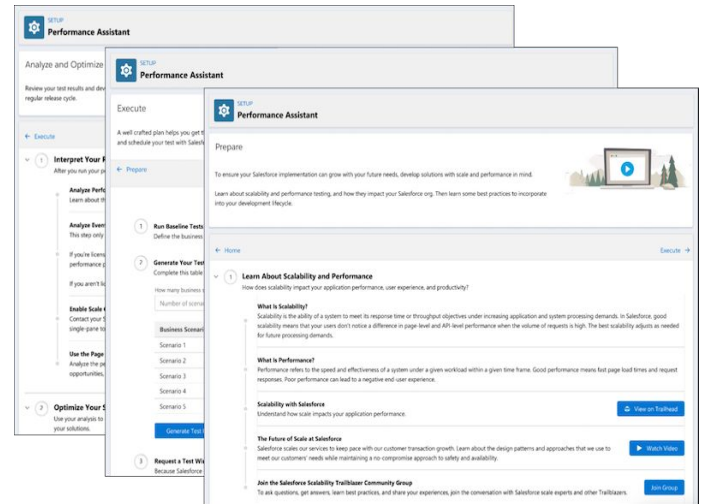 SETUP
Performance Assistant
Analyze and Optimize
Review your test results and dev
regular release cycle.
← Execute
1 Interpret Your R
After you run your p
Analyze Perfo
Learn about th
Analyze Even
This step only
If you're licens
performance p
If you aren't li
Enable Scale
Contact your S
single-pane to
Use the Page
Analyze the pe
opportunities,
2 Optimize Your S
Use your analysis to
your solutions.
SETUP
Performance Assistant
Execute
A well crafted plan helps you get t
and schedule your test with Salesf
← Prepare
1 Run Baseline Tests
Define the business
2 Generate Your Test
Complete this table
How many business s
Number of scenar
Business Scenari
Scenario 1
Scenario 2
Scenario 3
Scenario 4
Scenario 5
Generate Test
3 Request a Test Wi
Because Salesforce
SETUP
Performance Assistant
Prepare
To ensure your Salesforce implementation can grow with your future needs, develop solutions with scale and performance in mind.
Learn about scalability and performance testing, and how they impact your Salesforce org. Then learn some best practices to incorporate
into your development lifecycle.
← Home
Execute →
1 Learn About Scalability and Performance
How does scalability impact your application performance, user experience, and productivity?
What Is Scalability?
Scalability is the ability of a system to meet its response time or throughput objectives under increasing application and system processing demands. In Salesforce, good
scalability means that your users don't notice a difference in page-level and API-level performance when the volume of requests is high. The best scalability adjusts as needed
for future processing demands.
What is Performance?
Performance refers to the speed and effectiveness of a system under a given workload within a given time frame. Good performance means fast page load times and request
responses. Poor performance can lead to a negative end-user experience.
Scalability with Salesforce
Understand how scale impacts your application performance.
View on Trailhead
The Future of Scale at Salesforce
Salesforce scales our services to keep pace with our customer transaction growth. Learn about the design patterns and approaches that we use to
meet our customers' needs while maintaining a no-compromise approach to safety and availability.
Watch Video
Join the Salesforce Scalability Trailblazer Community Group
To ask questions, get answers, learn best practices, and share your experiences, join the conversation with Salesforce scale experts and other Trailblazers.
Join Group